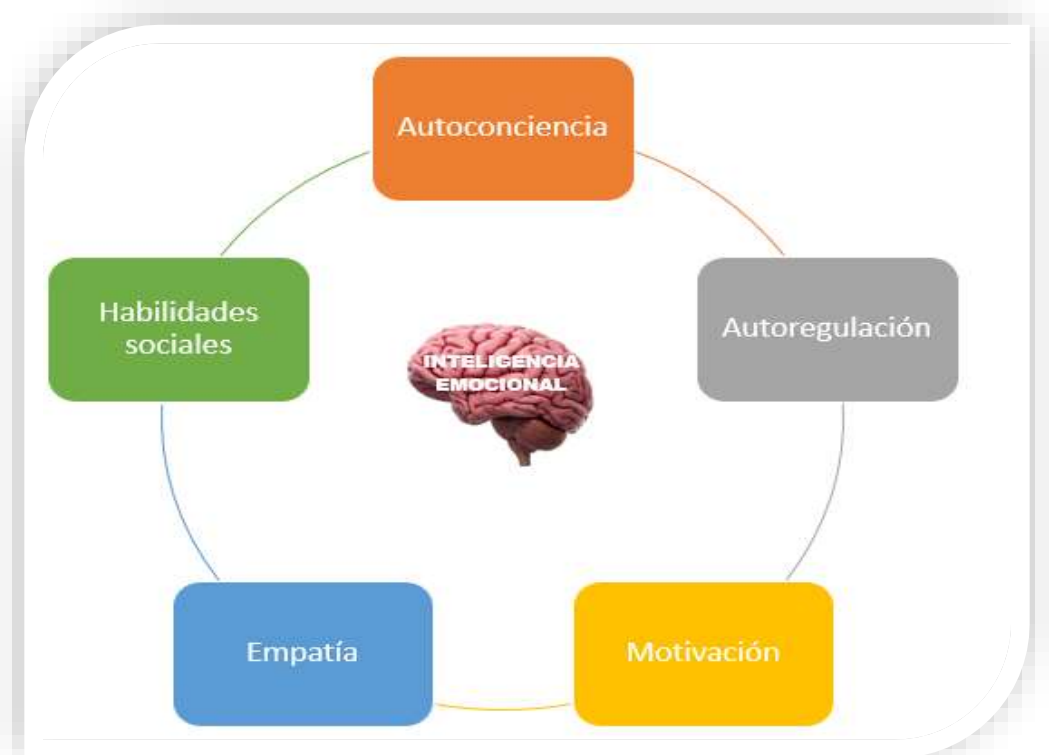 Autoconciencia
Autoregulación
Motivación
Empatía
Habilidades
sociales
INTELIGENCIA
EMOCIONAL